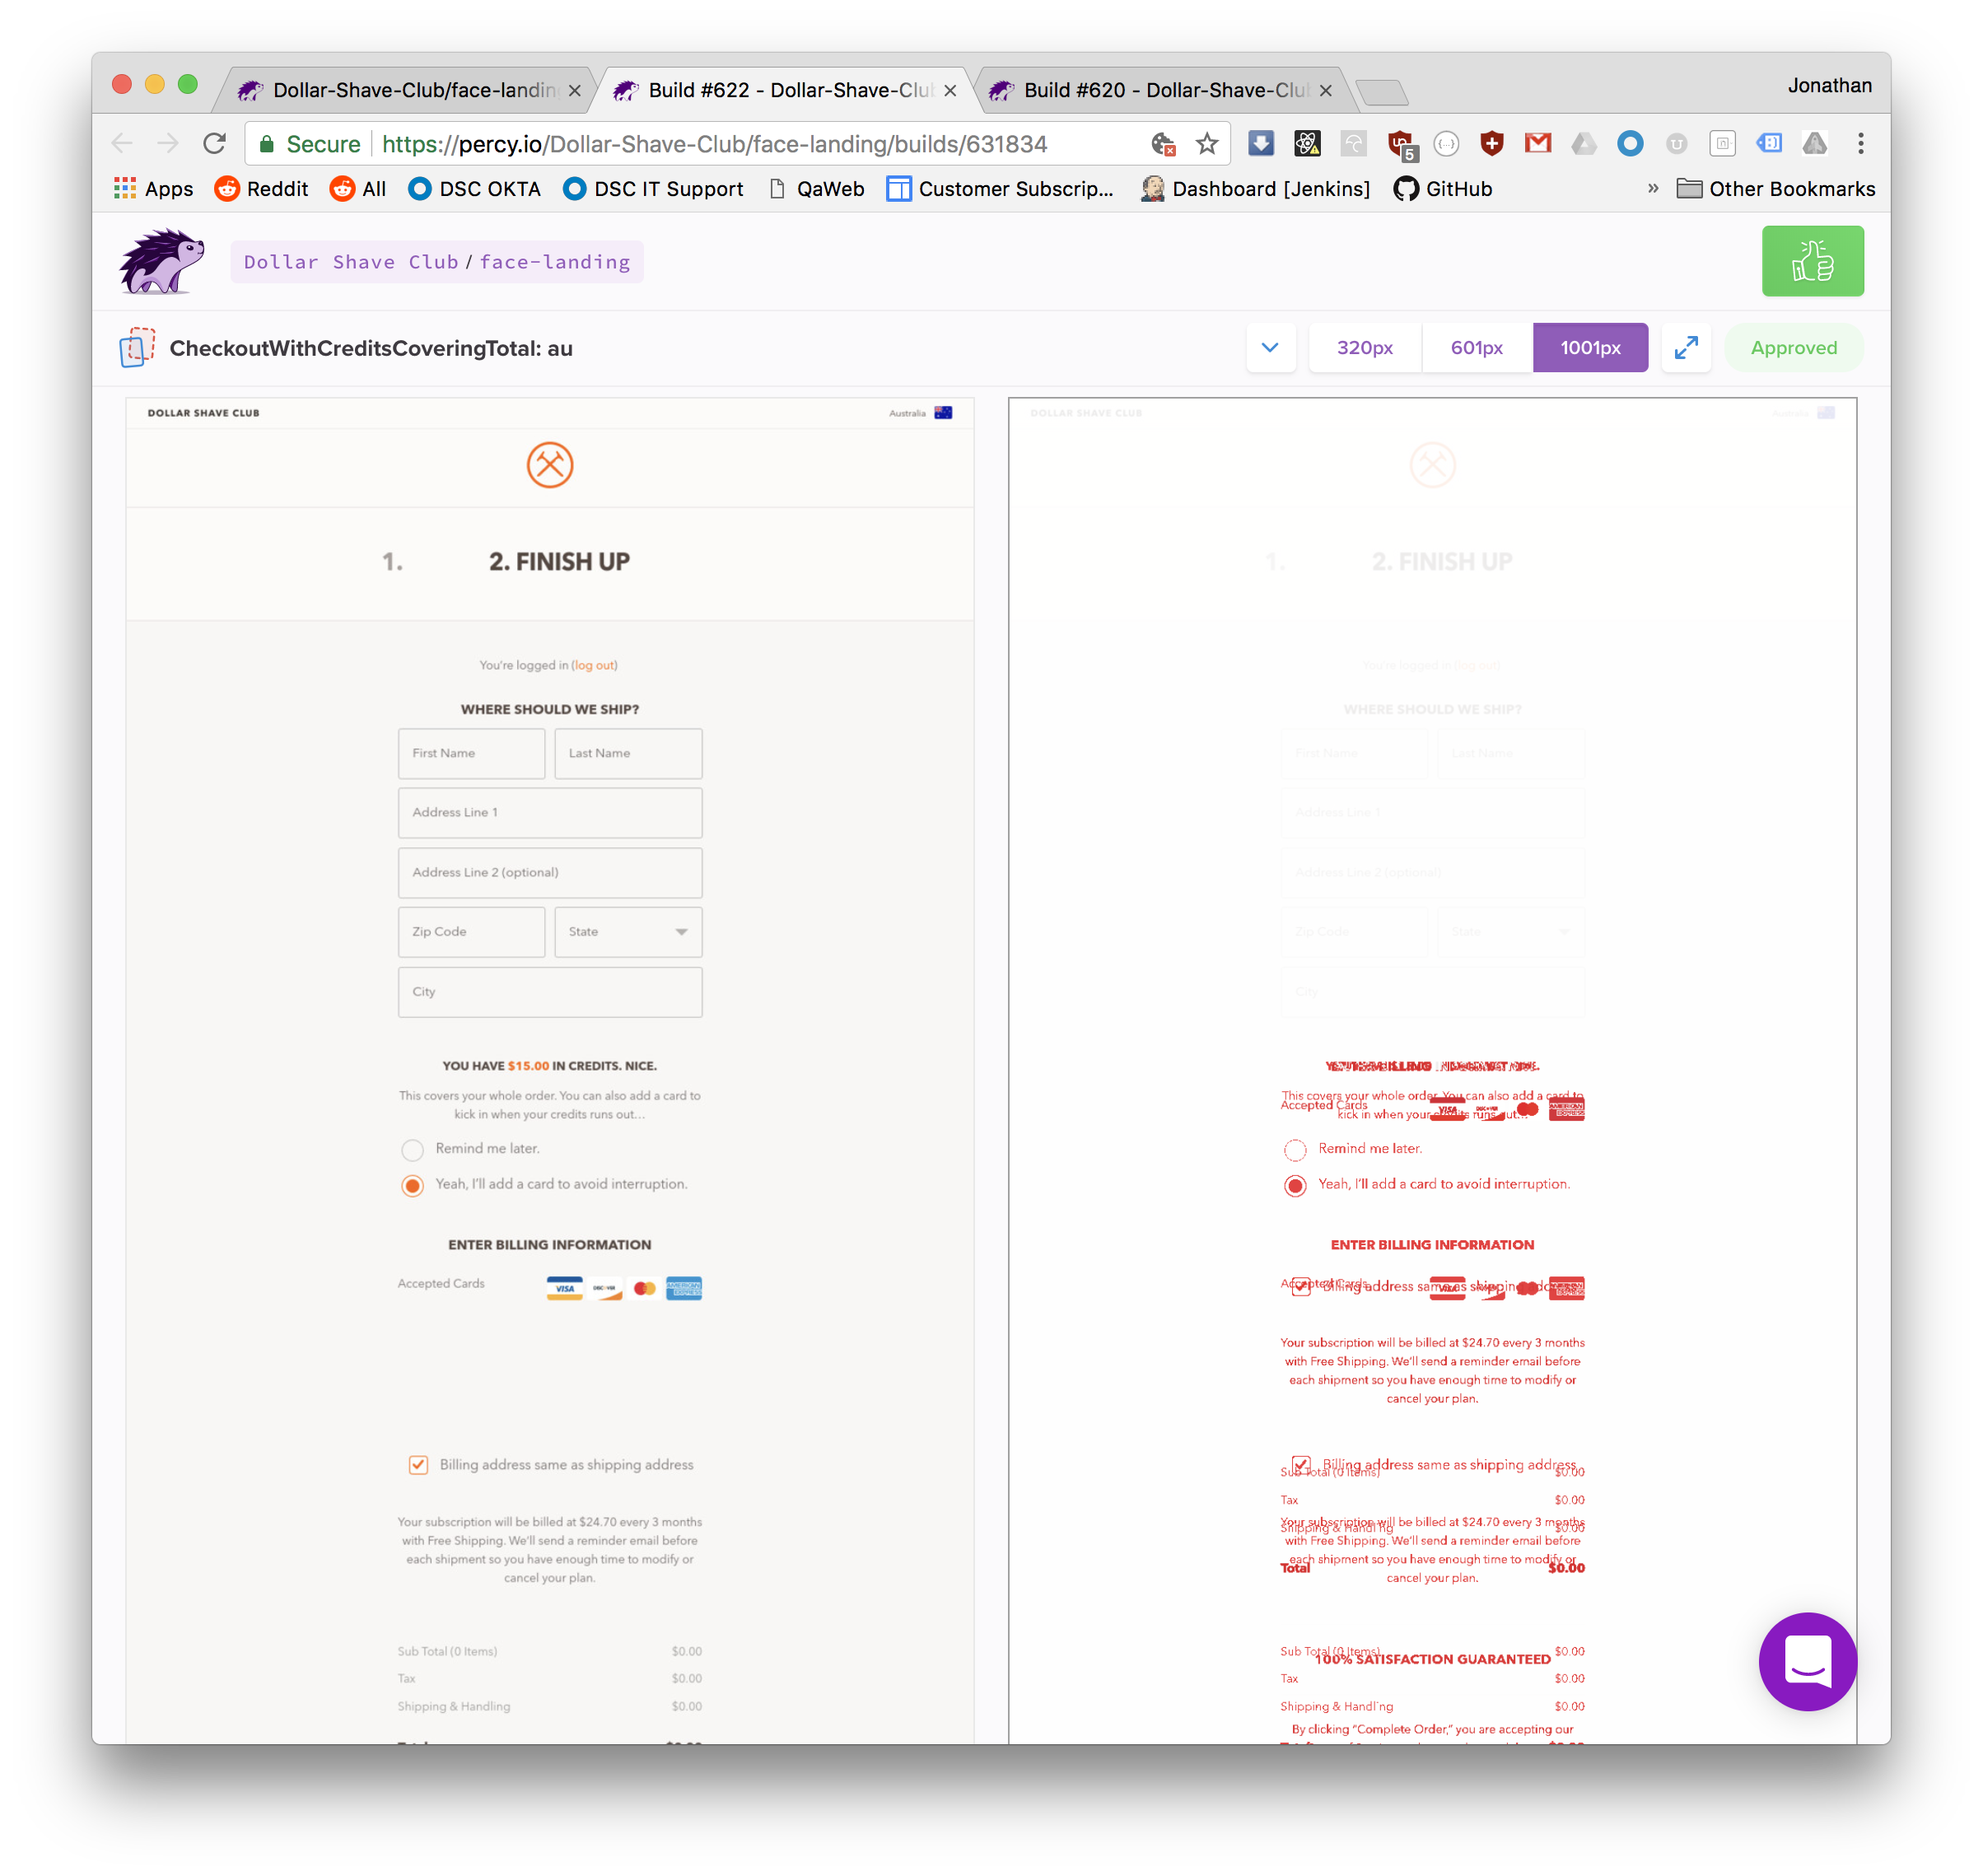 Dollar-Shave-Club/face-landin
Build #622 - Dollar-Shave-Clu
Build #620 - Dollar-Shave-Clu
Jonathan
Secure https://percy.io/Dollar-Shave-Club/face-landing/builds/631834
5
Apps Reddit All DSC OKTA DSC IT Support QaWeb Customer Subscrip... Dashboard [Jenkins] GitHub » Other Bookmarks
Dollar Shave Club / face-landing
CheckoutWithCreditsCoveringTotal: au
320px 601px 1001px Approved
DOLLAR SHAVE CLUB Australia
1. 2. FINISH UP
You're logged in (log out)
WHERE SHOULD WE SHIP?
First Name Last Name
Address Line 1
Address Line 2 (optional)
Zip Code State
City
YOU HAVE $15.00 IN CREDITS. NICE.
This covers your whole order. You can also add a card to
kick in when your credits runs out...
Remind me later.
Yeah, I'll add a card to avoid interruption.
ENTER BILLING INFORMATION
Accepted Cards VISA DISCOVER AMERICAN EXPRESS
Billing address same as shipping address
Your subscription will be billed at $24.70 every 3 months
with Free Shipping. We'll send a reminder email before
each shipment so you have enough time to modify or
cancel your plan.
Sub Total (0 Items) $0.00
Tax $0.00
Shipping & Handling $0.00
DOLLAR SHAVE CLUB Australia
1. 2. FINISH UP
You're logged in (log out)
WHERE SHOULD WE SHIP?
First Name Last Name
Address Line 1
Address Line 2 (optional)
Zip Code State
City
This covers your whole order. You can also add a card to
Accepted Cards
kick in when your credits runs out...
VISA AMERICAN EXPRESS
Remind me later.
Yeah, I'll add a card to avoid interruption.
ENTER BILLING INFORMATION
Accepted Cards
Billing address same as shipping address
Your subscription will be billed at $24.70 every 3 months
with Free Shipping. We'll send a reminder email before
each shipment so you have enough time to modify or
cancel your plan.
Billing address same as shipping address
Sub Total (0 Items) $0.00
Tax $0.00
Your subscription will be billed at $24.70 every 3 months
Shipping & Handling $0.00
with Free Shipping. We'll send a reminder email before
each shipment so you have enough time to modify or
Total $0.00
cancel your plan.
Sub Total (0 Items) $0.00
100% SATISFACTION GUARANTEED
Tax $0.00
Shipping & Handling $0.00
By clicking "Complete Order," you are accepting our